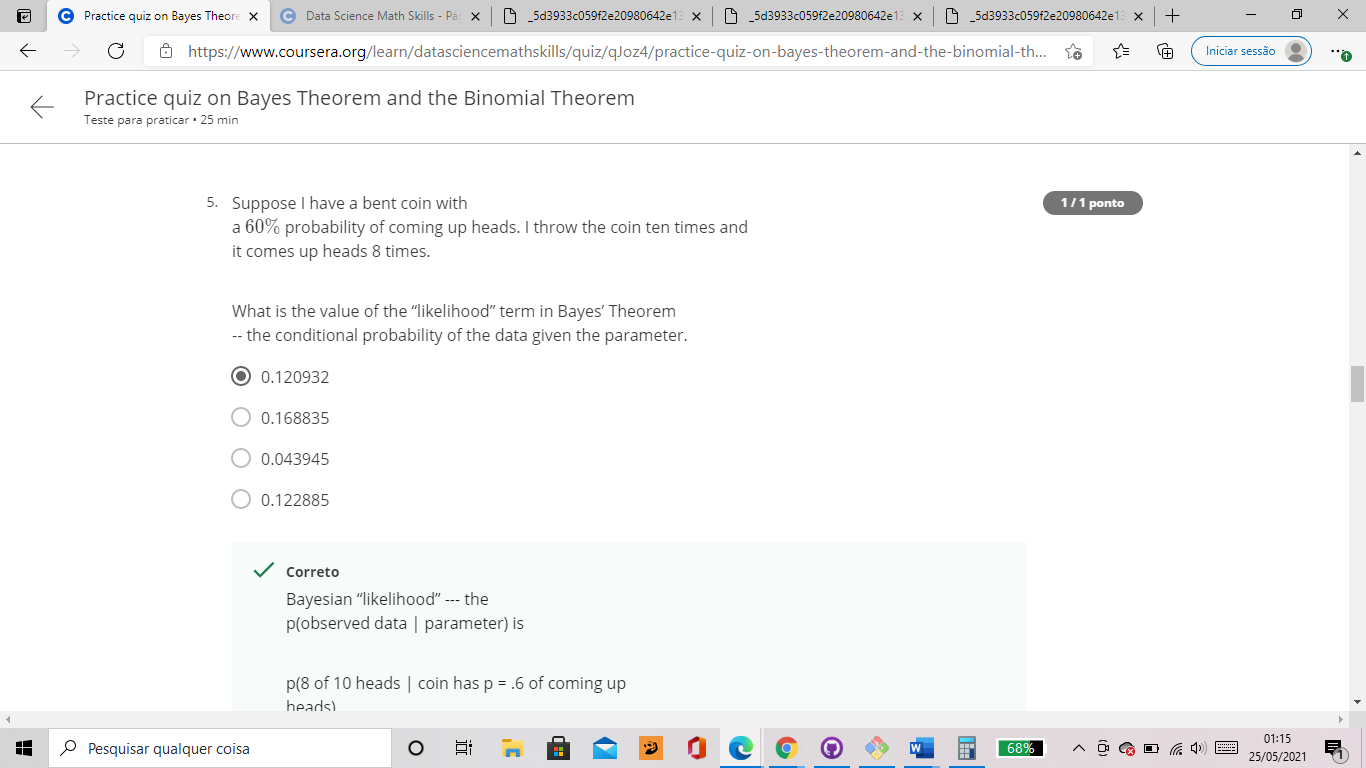 Practice quiz on Bayes Theore
Data Science Math Skills - Pá
_5d3933c059f2e20980642e13
_5d3933c059f2e20980642e13
_5d3933c059f2e20980642e13
https://www.coursera.org/learn/datasciencemathskills/quiz/qJoz4/practice-quiz-on-bayes-theorem-and-the-binomial-th...
Iniciar sessão
Practice quiz on Bayes Theorem and the Binomial Theorem
Teste para praticar • 25 min
5. Suppose I have a bent coin with
1 / 1 ponto
a 60% probability of coming up heads. I throw the coin ten times and
it comes up heads 8 times.
What is the value of the “likelihood” term in Bayes’ Theorem
-- the conditional probability of the data given the parameter.
0.120932
0.168835
0.043945
0.122885
Correto
Bayesian “likelihood” --- the
p(observed data | parameter) is
p(8 of 10 heads | coin has p = .6 of coming up
heads)
Pesquisar qualquer coisa
68%
01:15
25/05/2021
1